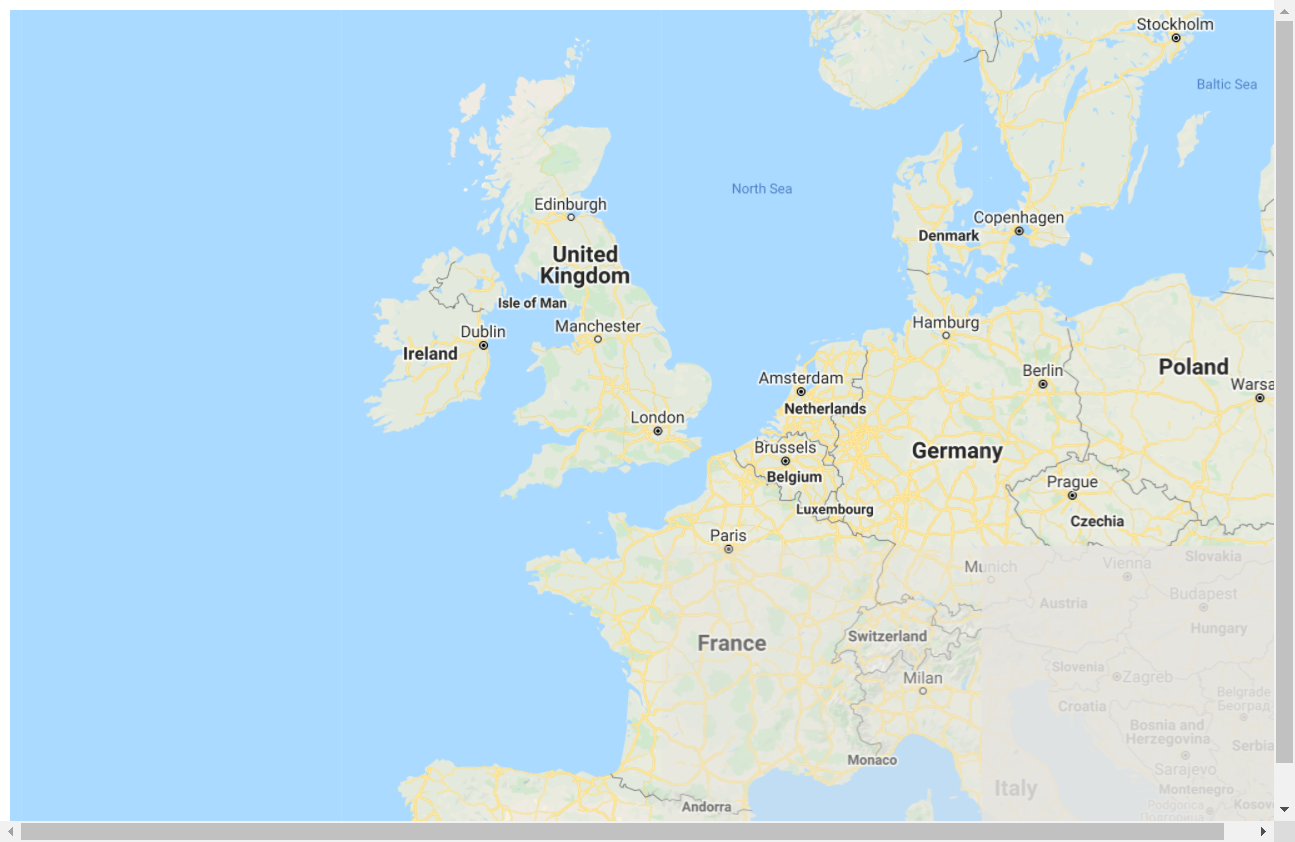 Stockholm
Baltic Sea
North Sea
Edinburgh
Copenhagen
Denmark
United
Kingdom
Isle of Man
Hamburg
Manchester
Dublin
Ireland
Poland
Berlin
Amsterdam
Warsa
Netherlands
London
Brussels
Germany
Belgium
Prague
Luxembourg
Czechia
Paris
Slovakia
Munich
Vienna
Budapest
Austria
Hungary
Switzerland
France
Slovenia
Zagreb
Milan
Belgrade
Београд
Croatia
Bosnia and
Herzegovina
Serbia
Monaco
Sarajevo
Italy
Montenegro
Andorra
Podgorica
Kosovo
Подгорица